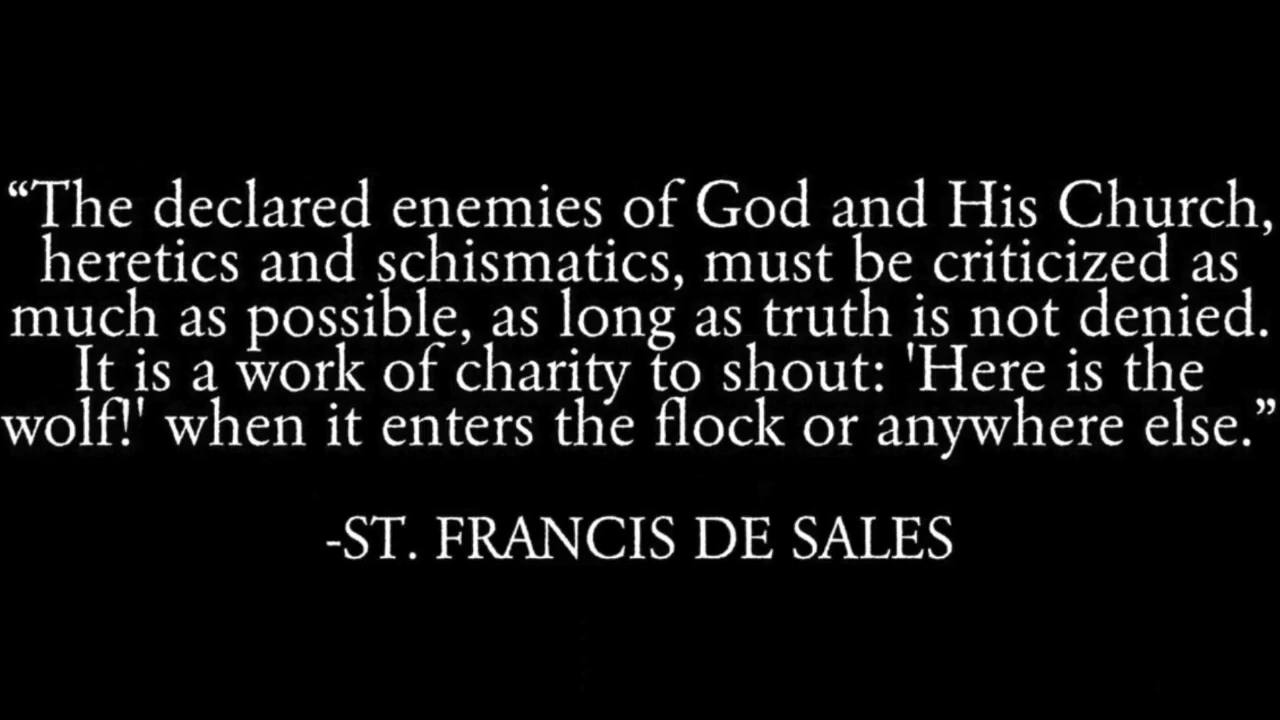 “The declared enemies of God and His Church,
heretics and schismatics, must be criticized as
much as possible, as long as truth is not denied.
It is a work of charity to shout: 'Here is the
wolf!' when it enters the flock or anywhere else.”
-ST. FRANCIS DE SALES